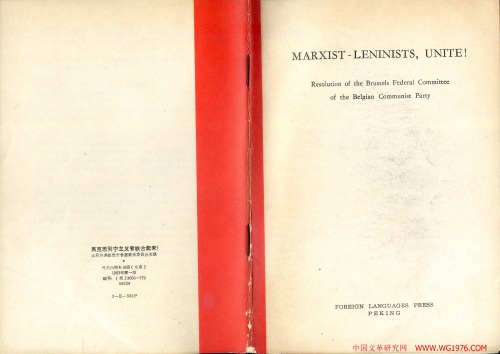 MARXIST-LENINISTS, UNITE!
Resolution of the Brussels Federal Committee
of the Belgian Communist Party
FOREIGN LANGUAGES PRESS
PEKING
马克思列宁主义者联合起来!
外文出版社出版(北京)
1963年第一版
中国文革研究网 WWW.WG1976.COM